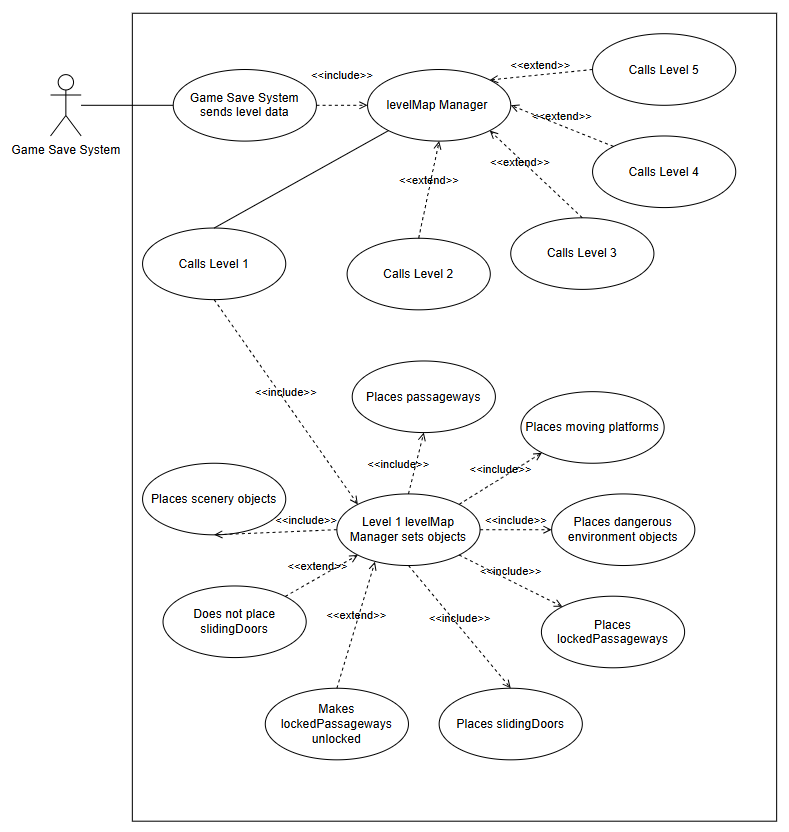 <<extend>>
Calls Level 5
<<include>>
Game Save System
sends level data
levelMap Manager
<<extend>>
Game Save System
<<extend>>
Calls Level 4
<<extend>>
Calls Level 1
Calls Level 2
Calls Level 3
<<include>>
Places passageways
Places moving platforms
<<include>>
<<include>>
Places scenery objects
<<include>>
Level 1 levelMap
Manager sets objects
<<include>>
Places dangerous
environment objects
<<extend>>
<<include>>
Does not place
slidingDoors
<<extend>>
<<include>>
Places
lockedPassageways
Makes
lockedPassageways
unlocked
Places slidingDoors